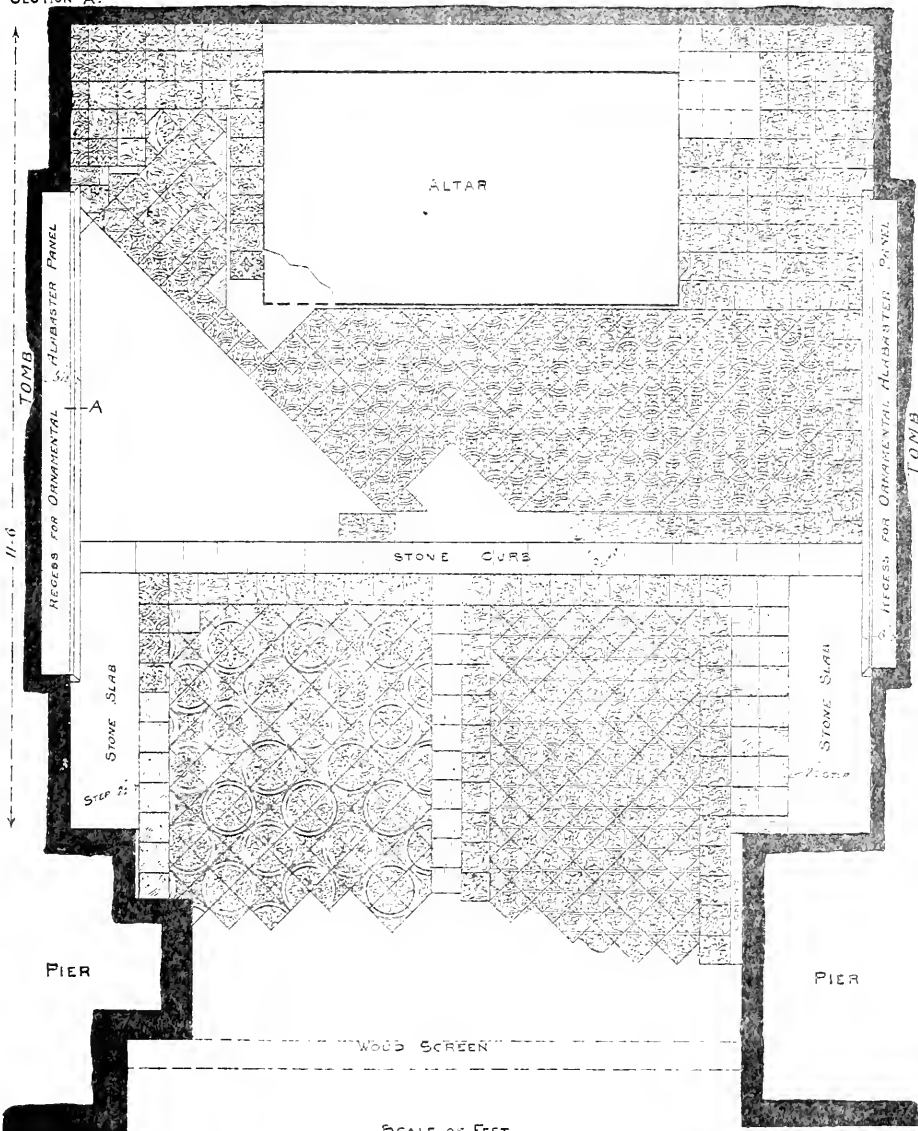 SECTION A.
ALTAR
TOMB
RECESS FOR ORNAMENTAL ALABASTER PANEL
A
11-6
RECESS FOR ORNAMENTAL ALABASTER PANEL
TOMB
STONE CURB
STONE SLAB
STEP
STONE SLAB
PIER
PIER
WOOD SCREEN
SCALE OF FEET